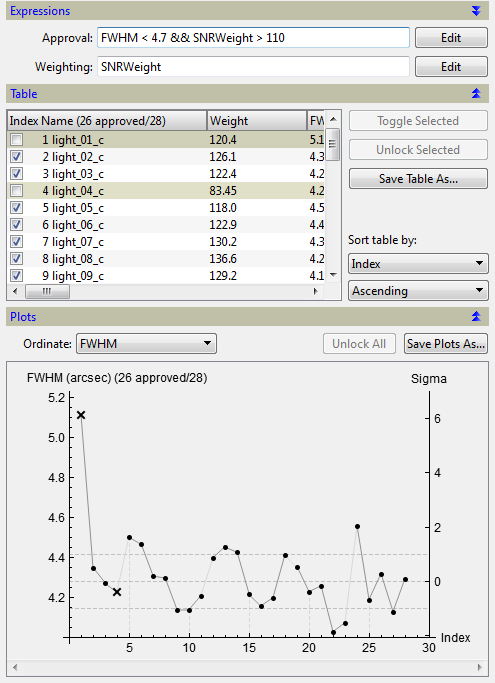 Expressions
Approval: FWHM < 4.7 && SNRWeight > 110 Edit
Weighting: SNRWeight Edit
Table
Index Name (26 approved/28) Weight FW
1 light_01_c 120.4 5.1
2 light_02_c 126.1 4.3
3 light_03_c 122.4 4.2
4 light_04_c 83.45 4.2
5 light_05_c 118.0 4.5
6 light_06_c 122.9 4.4
7 light_07_c 130.2 4.3
8 light_08_c 136.6 4.2
9 light_09_c 129.2 4.1
Toggle Selected
Unlock Selected
Save Table As...
Sort table by:
Index
Ascending
Plots
Ordinate: FWHM Unlock All Save Plots As...
FWHM (arcsec) (26 approved/28) Sigma
5.2
5.0
4.8
4.6
4.4
4.2
6
4
2
0
-2
Index
5 10 15 20 25 30